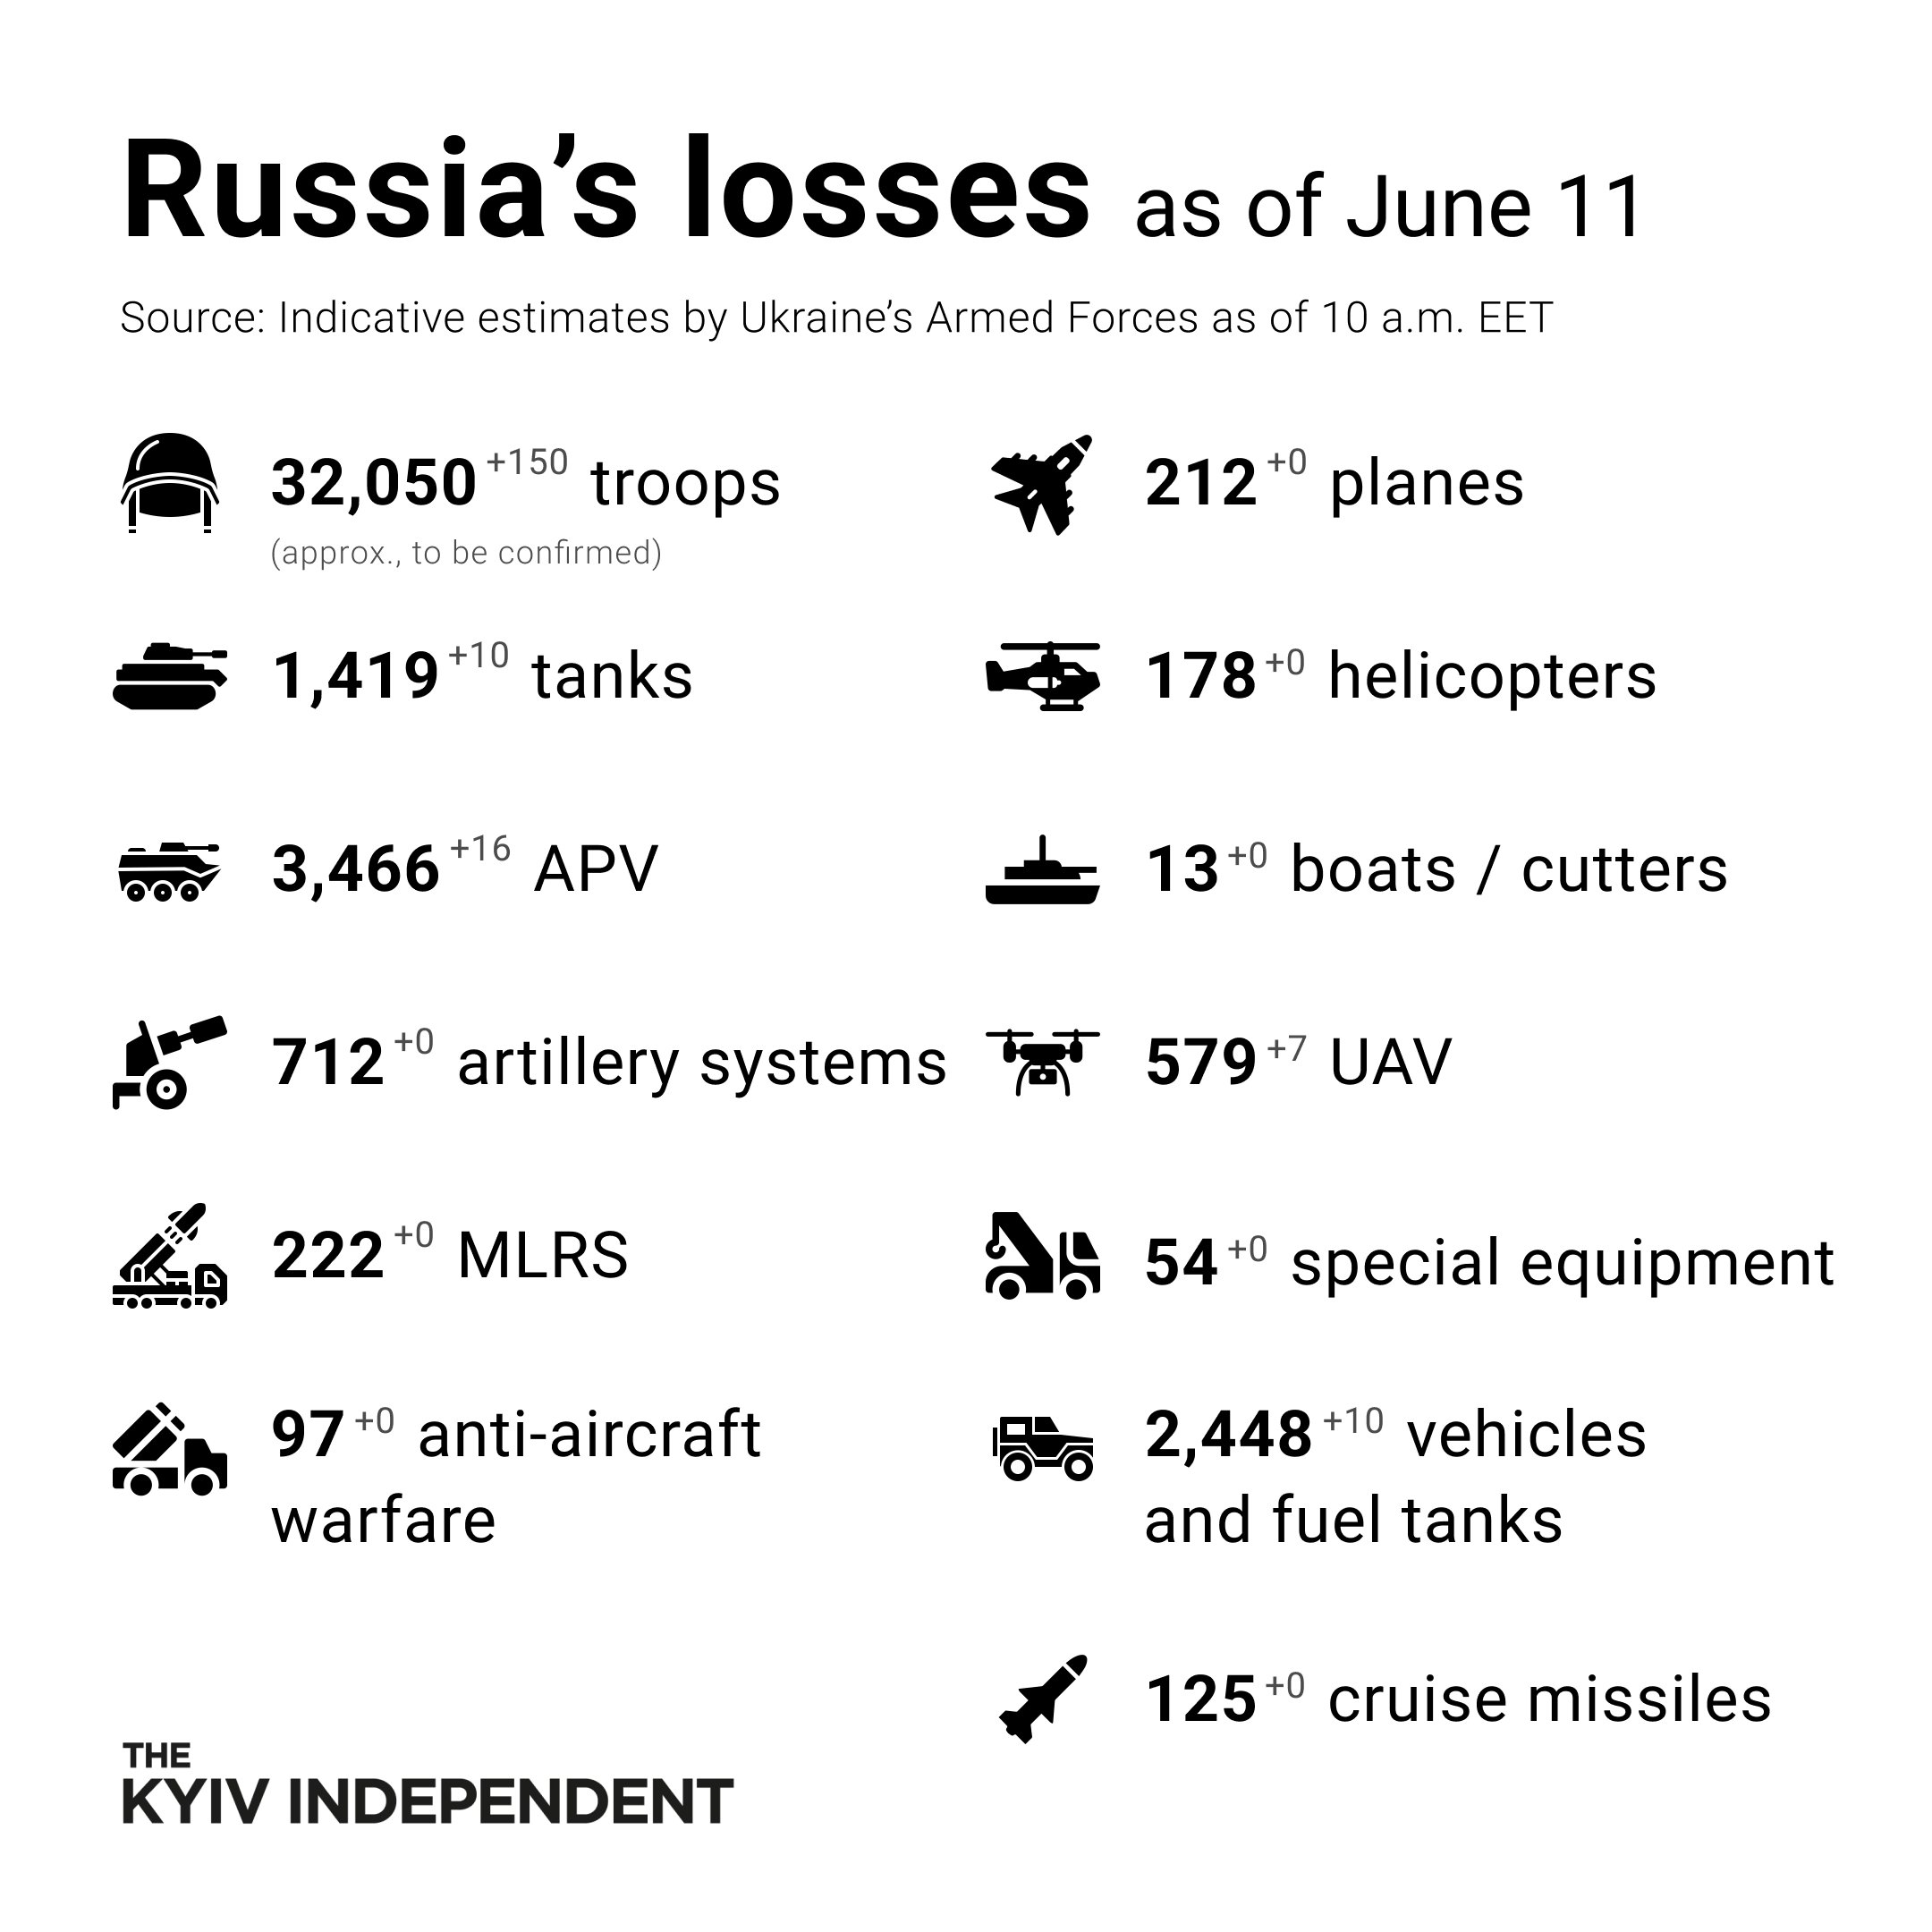 Russia’s losses as of June 11
Source: Indicative estimates by Ukraine’s Armed Forces as of 10 a.m. EET
32,050 +150 troops
(approx., to be confirmed)
1,419 +10 tanks
3,466 +16 APV
712 +0 artillery systems
222 +0 MLRS
97 +0 anti-aircraft
warfare
212 +0 planes
178 +0 helicopters
13 +0 boats / cutters
579 +7 UAV
54 +0 special equipment
2,448 +10 vehicles
and fuel tanks
125 +0 cruise missiles
THE
KYIV INDEPENDENT